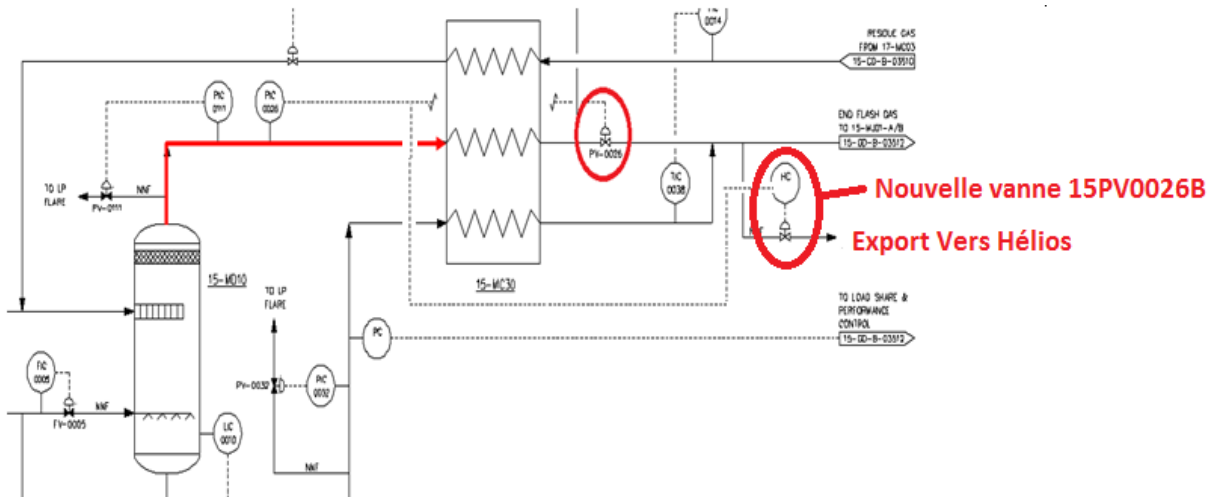 TIC
0014
RESIDUE GAS
FROM 17-MC03
15-GD-B-03510
PIC
0111
PIC
0026
END FLASH GAS
TO 15-MJ01-A/B
15-GD-B-03512
PV-0026
TO LP
FLARE
NNF
PV-0111
TIC
0038
HC
Nouvelle vanne 15PV0026B
NNF
Export Vers Hélios
15-MD10
15-MC30
TO LP
FLARE
TO LOAD SHARE &
PERFORMANCE
CONTROL
15-GD-B-03512
PC
FIC
0005
PV-0032
PIC
0032
NNF
FV-0005
LIC
0010
NNF